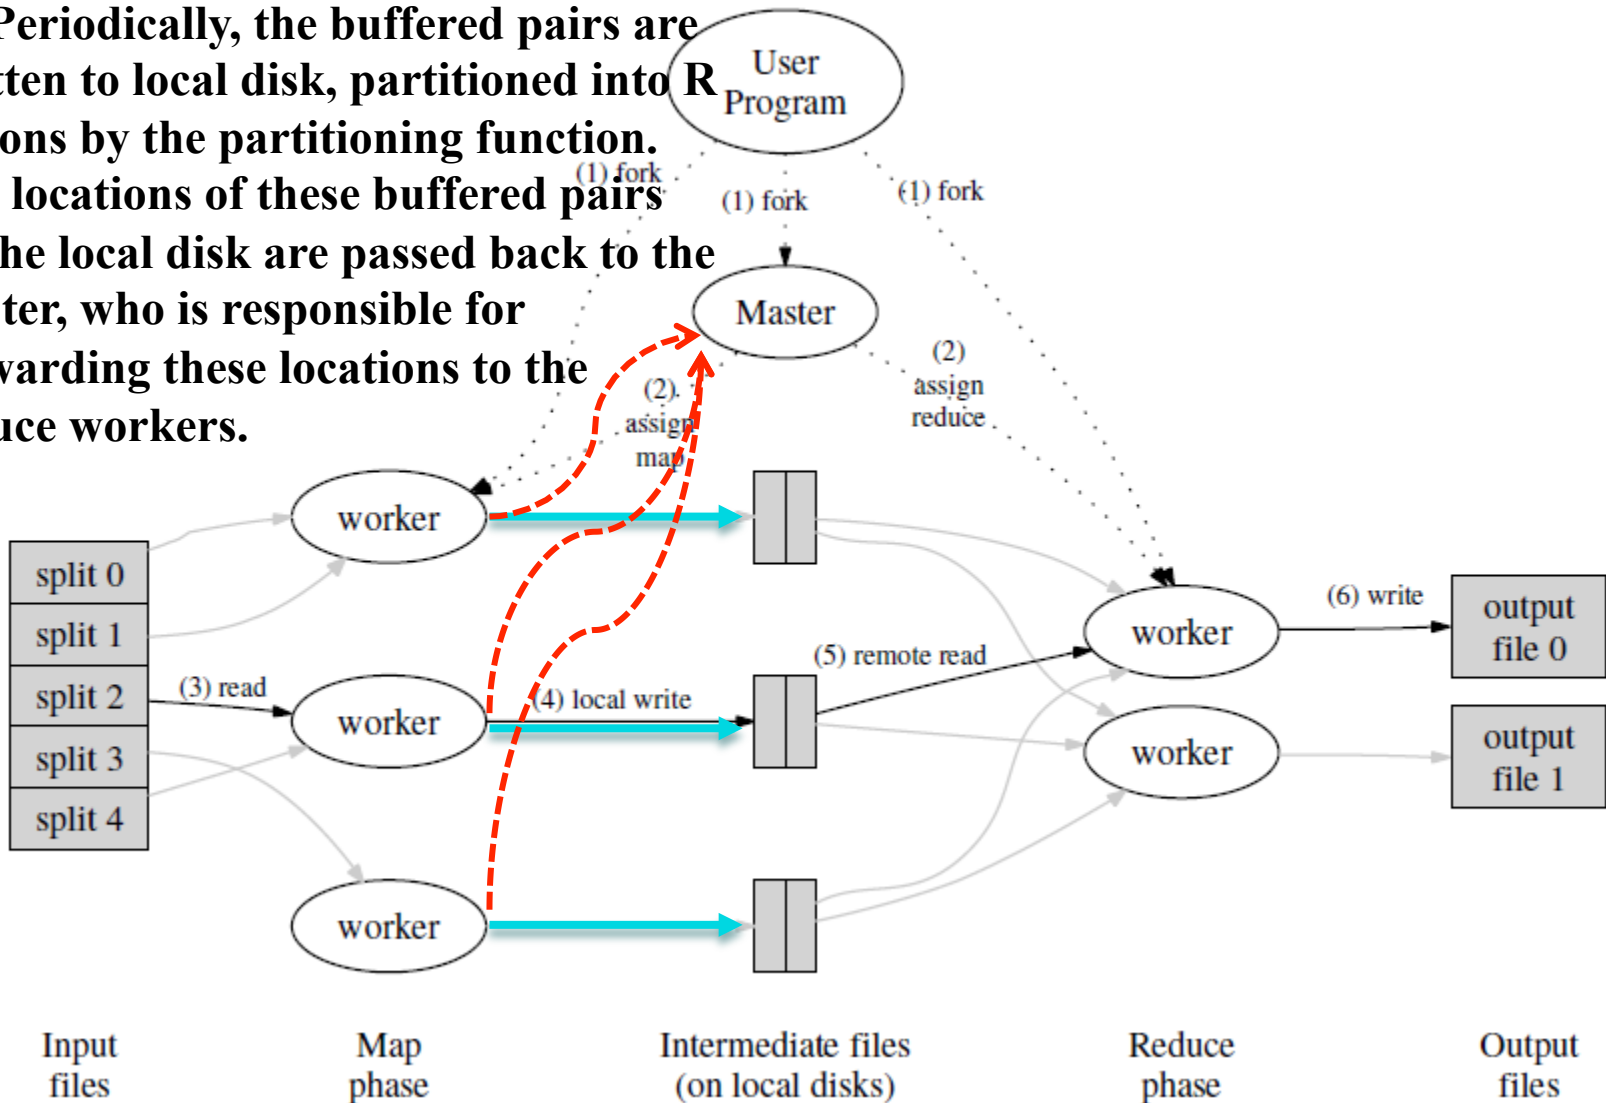 Periodically, the buffered pairs are
tten to local disk, partitioned into R
ons by the partitioning function.
locations of these buffered pairs
he local disk are passed back to the
ter, who is responsible for
warding these locations to the
uce workers.
User
Program
(1) fork
(1) fork
(1) fork
Master
(2)
assign
map
(2)
assign
reduce
worker
split 0
split 1
split 2
split 3
split 4
(3) read
worker
(4) local write
worker
(5) remote read
worker
worker
(6) write
output
file 0
output
file 1
Input
files
Map
phase
Intermediate files
(on local disks)
Reduce
phase
Output
files